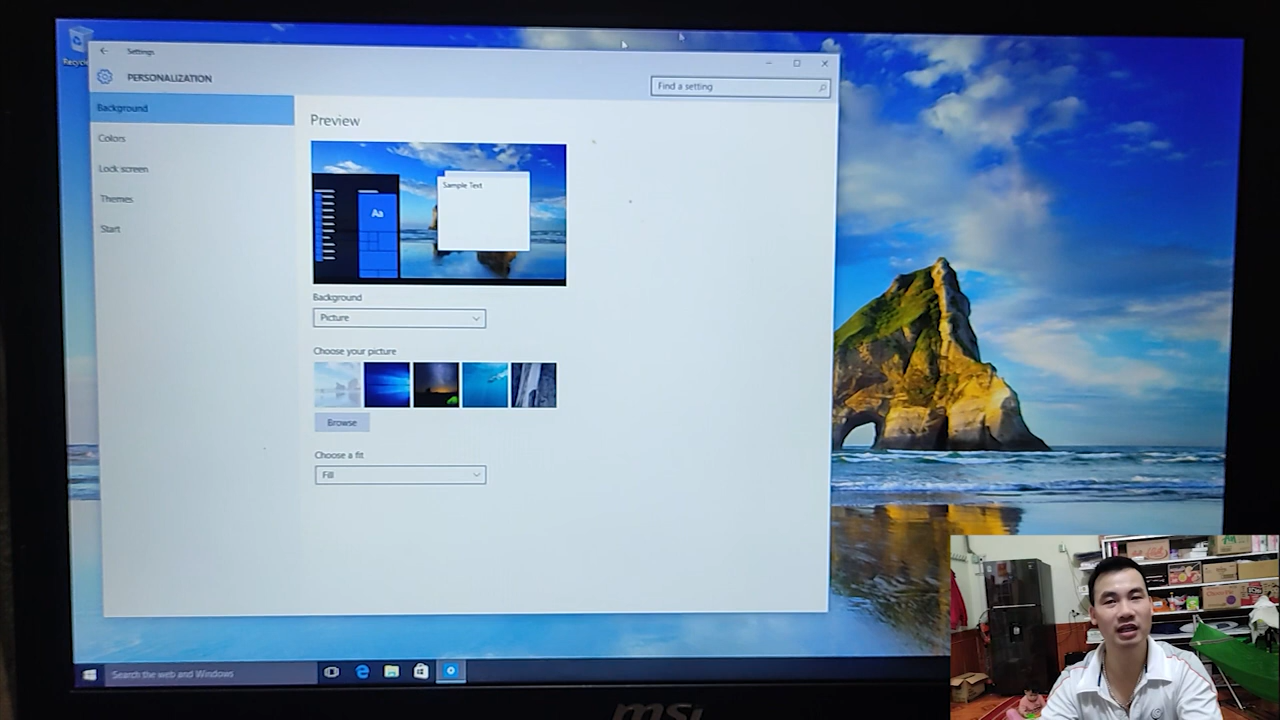 Settings
PERSONALIZATION
Find a setting
Recycle
Background
Colors
Lock screen
Themes
Start
Preview
Sample Text
Aa
Background
Picture
Choose your picture
Browse
Choose a fit
Fill
Search the web and Windows
msi